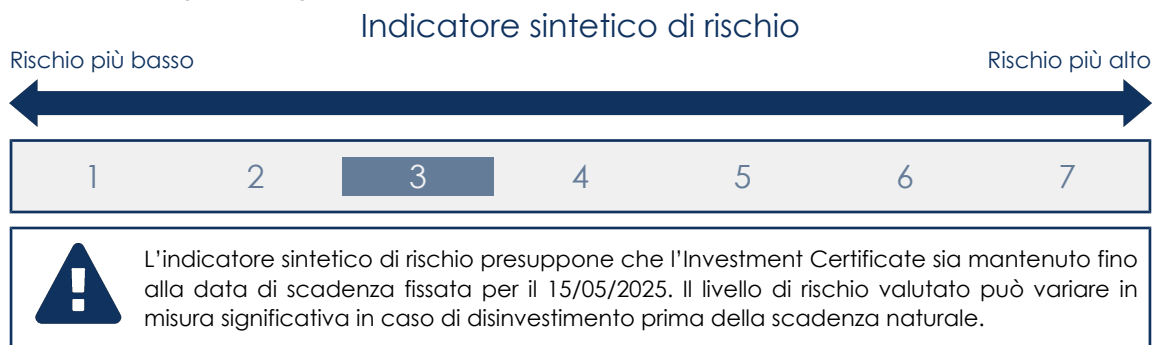 Indicatore sintetico di rischio
Rischio più basso
Rischio più alto
1 2 3 4 5 6 7
L'indicatore sintetico di rischio presuppone che l'Investment Certificate sia mantenuto fino
alla data di scadenza fissata per il 15/05/2025. Il livello di rischio valutato può variare in
misura significativa in caso di disinvestimento prima della scadenza naturale.